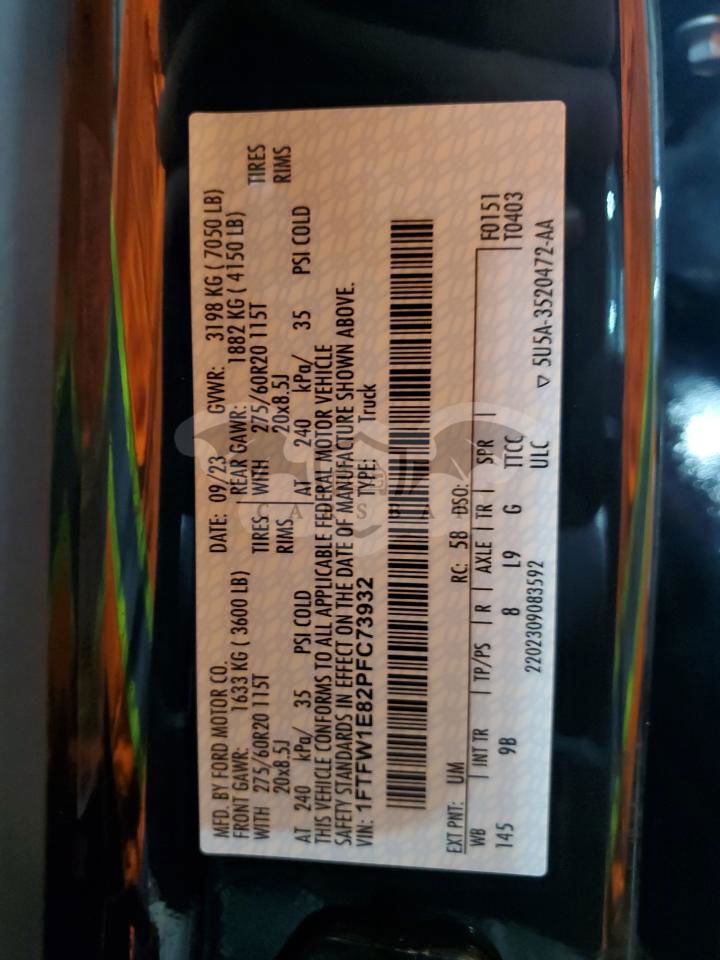 MFD. BY FORD MOTOR CO.
DATE: 09/23 GVWR: 3198 KG ( 7050 LB)
FRONT GAWR: 1633 KG ( 3600 LB)
REAR GAWR: 1882 KG ( 4150 LB)
WITH 275/60R20 115T TIRES
WITH 275/60R20 115T TIRES
20x8.5J RIMS
20x8.5J RIMS
AT 240 kPa/ 35 PSI COLD
AT 240 kPa/ 35 PSI COLD
THIS VEHICLE CONFORMS TO ALL APPLICABLE FEDERAL MOTOR VEHICLE
SAFETY STANDARDS IN EFFECT ON THE DATE OF MANUFACTURE SHOWN ABOVE.
VIN: 1FTFW1E82PFC73932 TYPE: Truck
EXT PNT: UM RC: 58 DSO: F0151
WB INT TR TP/PS R AXLE TR SPR T0403
145 9B 8 L9 G TTCC
ULC
2202309083592 ▽ 5U5A-3520472-AA